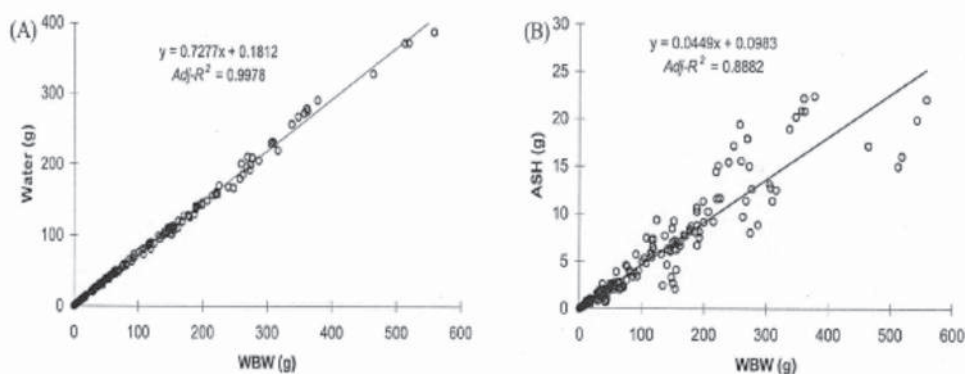 (A)
y = 0.7277x + 0.1812
Adj-R² = 0.9978
Water (g)
400
300
200
100
0
0 100 200 300 400 500 600
WBW (g)
(B)
y = 0.0449x + 0.0983
Adj-R² = 0.8882
ASH (g)
30
25
20
15
10
5
0
0 100 200 300 400 500 600
WBW (g)